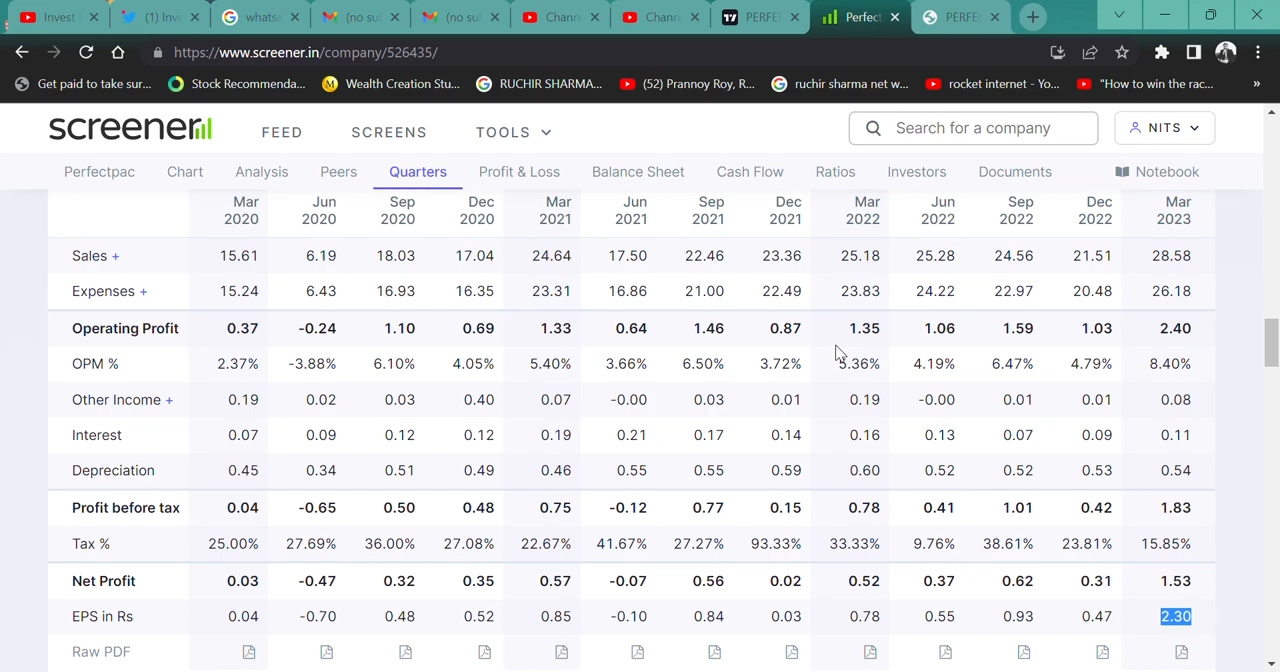 Invest
(1) Inv
whats
(no su
(no su
Chann
Chann
PERFE
Perfect
PERF
https://www.screener.in/company/526435/
Get paid to take sur...
Stock Recommenda...
Wealth Creation Stu...
RUCHIR SHARMA...
(52) Prannoy Roy, R...
ruchir sharma net w...
rocket internet - Yo...
"How to win the rac...
»
screener
FEED SCREENS TOOLS
Search for a company
NITS
Perfectpac Chart Analysis Peers Quarters Profit & Loss Balance Sheet Cash Flow Ratios Investors Documents Notebook
Mar Jun Sep Dec Mar Jun Sep Dec Mar Jun Sep Dec Mar
2020 2020 2020 2020 2021 2021 2021 2021 2022 2022 2022 2022 2023
Sales + 15.61 6.19 18.03 17.04 24.64 17.50 22.46 23.36 25.18 25.28 24.56 21.51 28.58
Expenses + 15.24 6.43 16.93 16.35 23.31 16.86 21.00 22.49 23.83 24.22 22.97 20.48 26.18
Operating Profit 0.37 -0.24 1.10 0.69 1.33 0.64 1.46 0.87 1.35 1.06 1.59 1.03 2.40
OPM % 2.37% -3.88% 6.10% 4.05% 5.40% 3.66% 6.50% 3.72% 5.36% 4.19% 6.47% 4.79% 8.40%
Other Income + 0.19 0.02 0.03 0.40 0.07 -0.00 0.03 0.01 0.19 -0.00 0.01 0.01 0.08
Interest 0.07 0.09 0.12 0.12 0.19 0.21 0.17 0.14 0.16 0.13 0.07 0.09 0.11
Depreciation 0.45 0.34 0.51 0.49 0.46 0.55 0.55 0.59 0.60 0.52 0.52 0.53 0.54
Profit before tax 0.04 -0.65 0.50 0.48 0.75 -0.12 0.77 0.15 0.78 0.41 1.01 0.42 1.83
Tax % 25.00% 27.69% 36.00% 27.08% 22.67% 41.67% 27.27% 93.33% 33.33% 9.76% 38.61% 23.81% 15.85%
Net Profit 0.03 -0.47 0.32 0.35 0.57 -0.07 0.56 0.02 0.52 0.37 0.62 0.31 1.53
EPS in Rs 0.04 -0.70 0.48 0.52 0.85 -0.10 0.84 0.03 0.78 0.55 0.93 0.47 2.30
Raw PDF